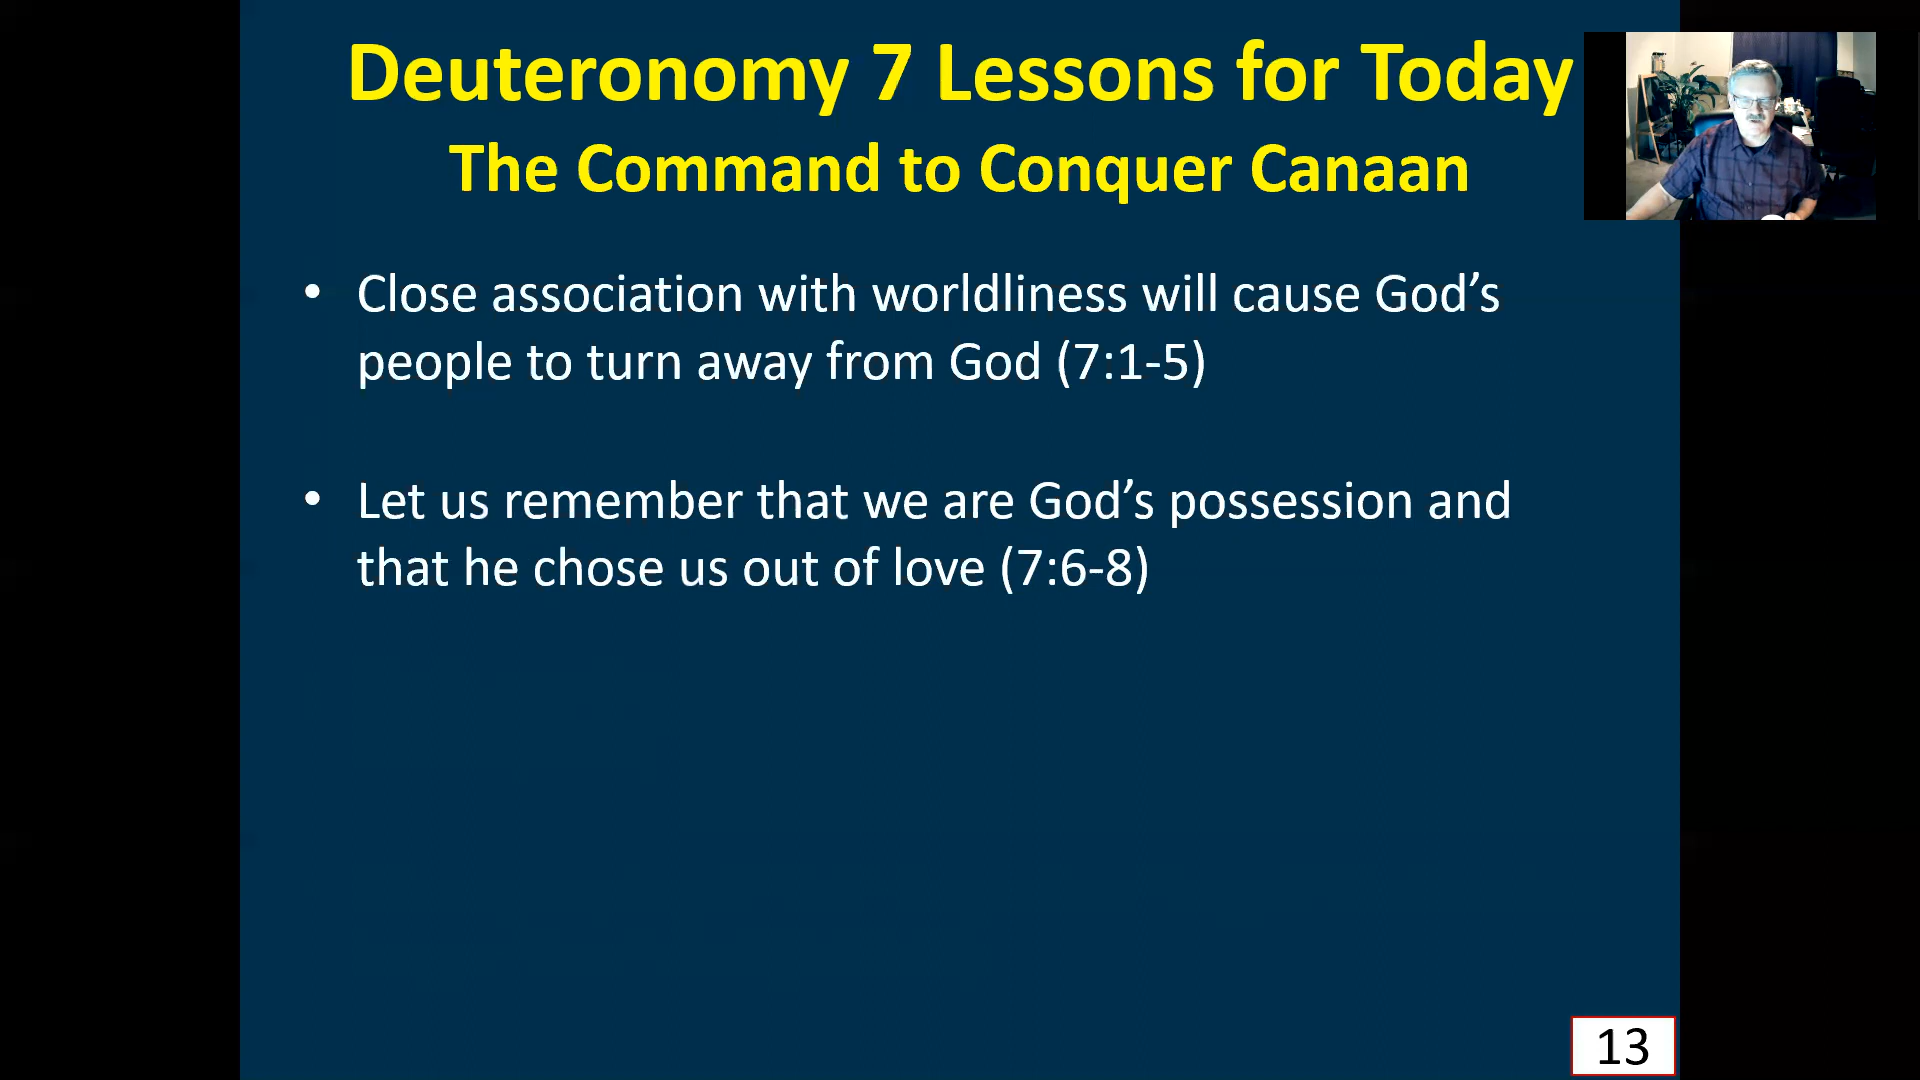 Deuteronomy 7 Lessons for Today
The Command to Conquer Canaan
• Close association with worldliness will cause God’s
people to turn away from God (7:1-5)
• Let us remember that we are God’s possession and
that he chose us out of love (7:6-8)
13